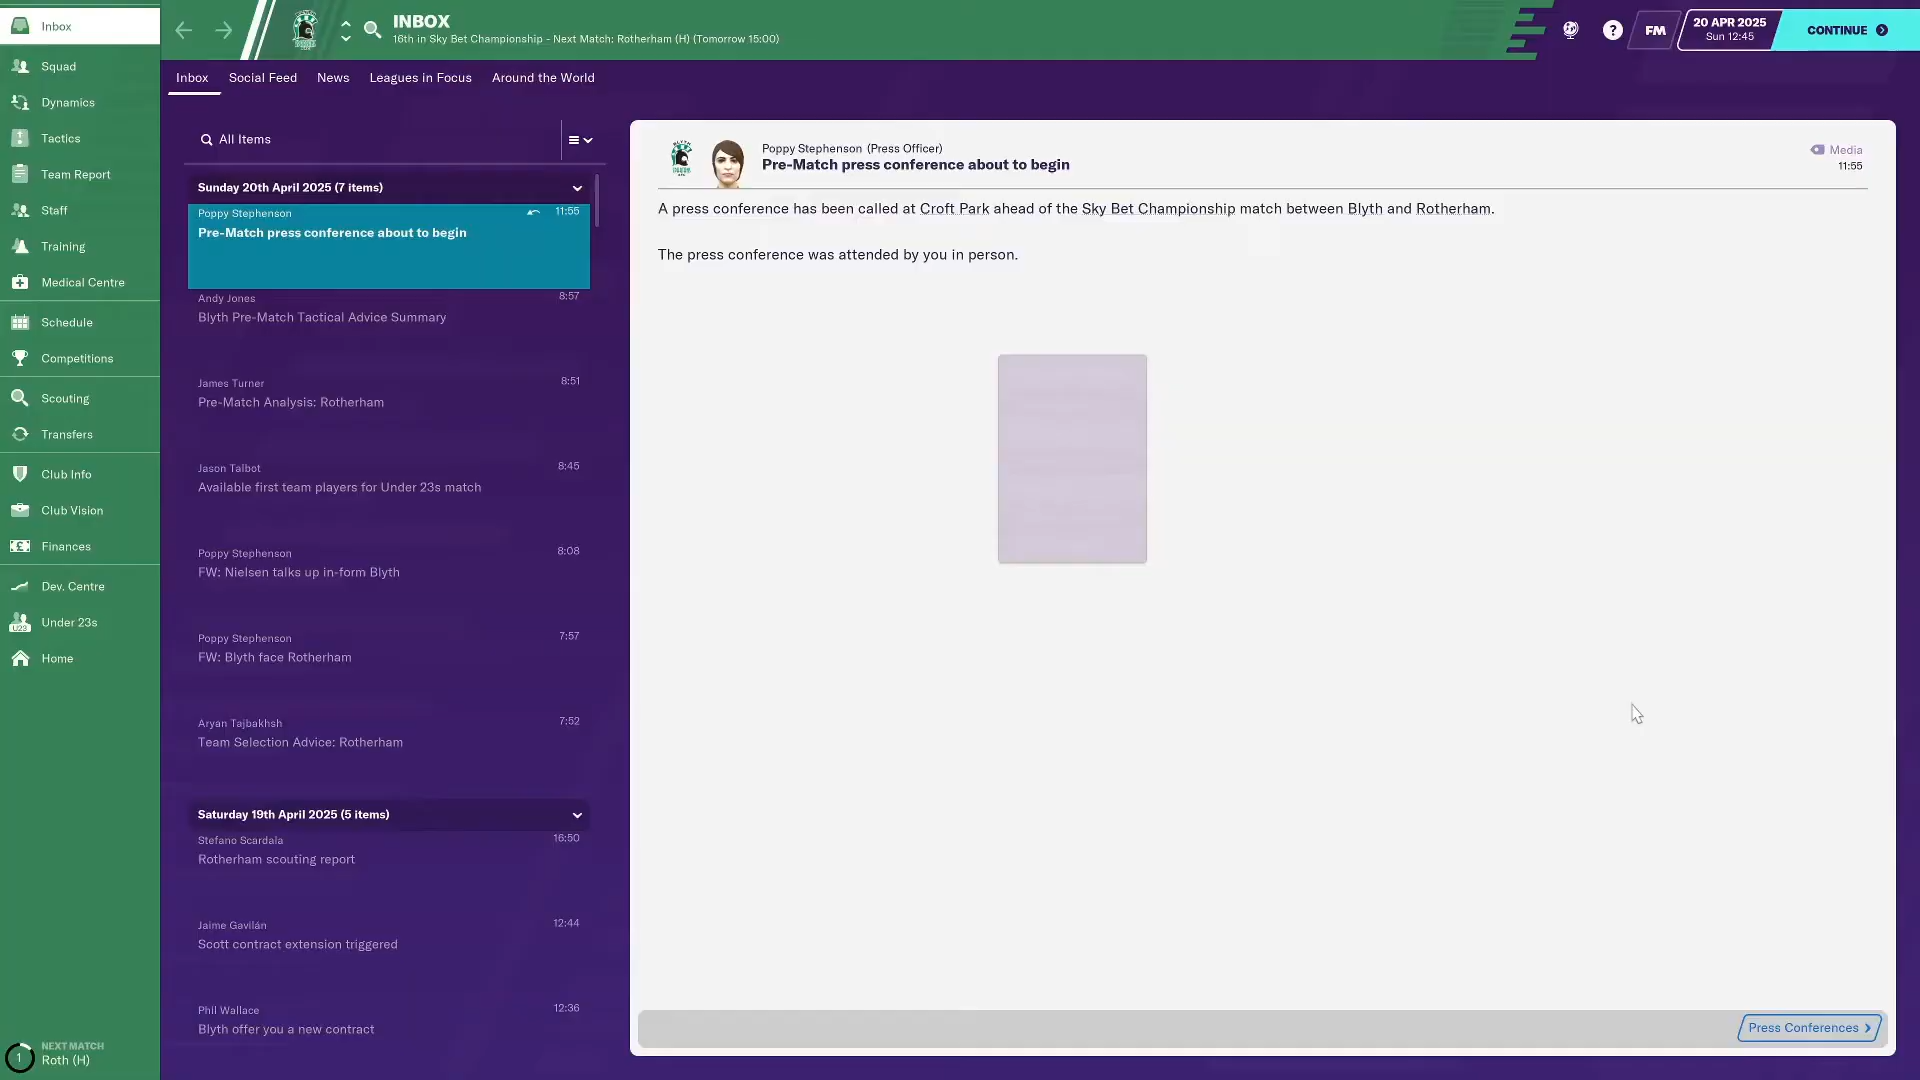 Inbox
Squad
Dynamics
Tactics
Team Report
Staff
Training
Medical Centre
Schedule
Competitions
Scouting
Transfers
Club Info
Club Vision
Finances
Dev. Centre
Under 23s
U23
Home
1
NEXT MATCH
Roth (H)
INBOX
16th in Sky Bet Championship - Next Match: Rotherham (H) (Tomorrow 15:00)
?
FM
20 APR 2025
Sun 12:45
CONTINUE
Inbox Social Feed News Leagues in Focus Around the World
All Items
Sunday 20th April 2025 (7 items)
Poppy Stephenson 11:55
Pre-Match press conference about to begin
Andy Jones 8:57
Blyth Pre-Match Tactical Advice Summary
James Turner 8:51
Pre-Match Analysis: Rotherham
Jason Talbot 8:45
Available first team players for Under 23s match
Poppy Stephenson 8:08
FW: Nielsen talks up in-form Blyth
Poppy Stephenson 7:57
FW: Blyth face Rotherham
Aryan Tajbakhsh 7:52
Team Selection Advice: Rotherham
Saturday 19th April 2025 (5 items)
Stefano Scardala 16:50
Rotherham scouting report
Jaime Gavilán 12:44
Scott contract extension triggered
Phil Wallace 12:36
Blyth offer you a new contract
Poppy Stephenson (Press Officer)
Pre-Match press conference about to begin
Media
11:55
A press conference has been called at Croft Park ahead of the Sky Bet Championship match between Blyth and Rotherham.
The press conference was attended by you in person.
Press Conferences